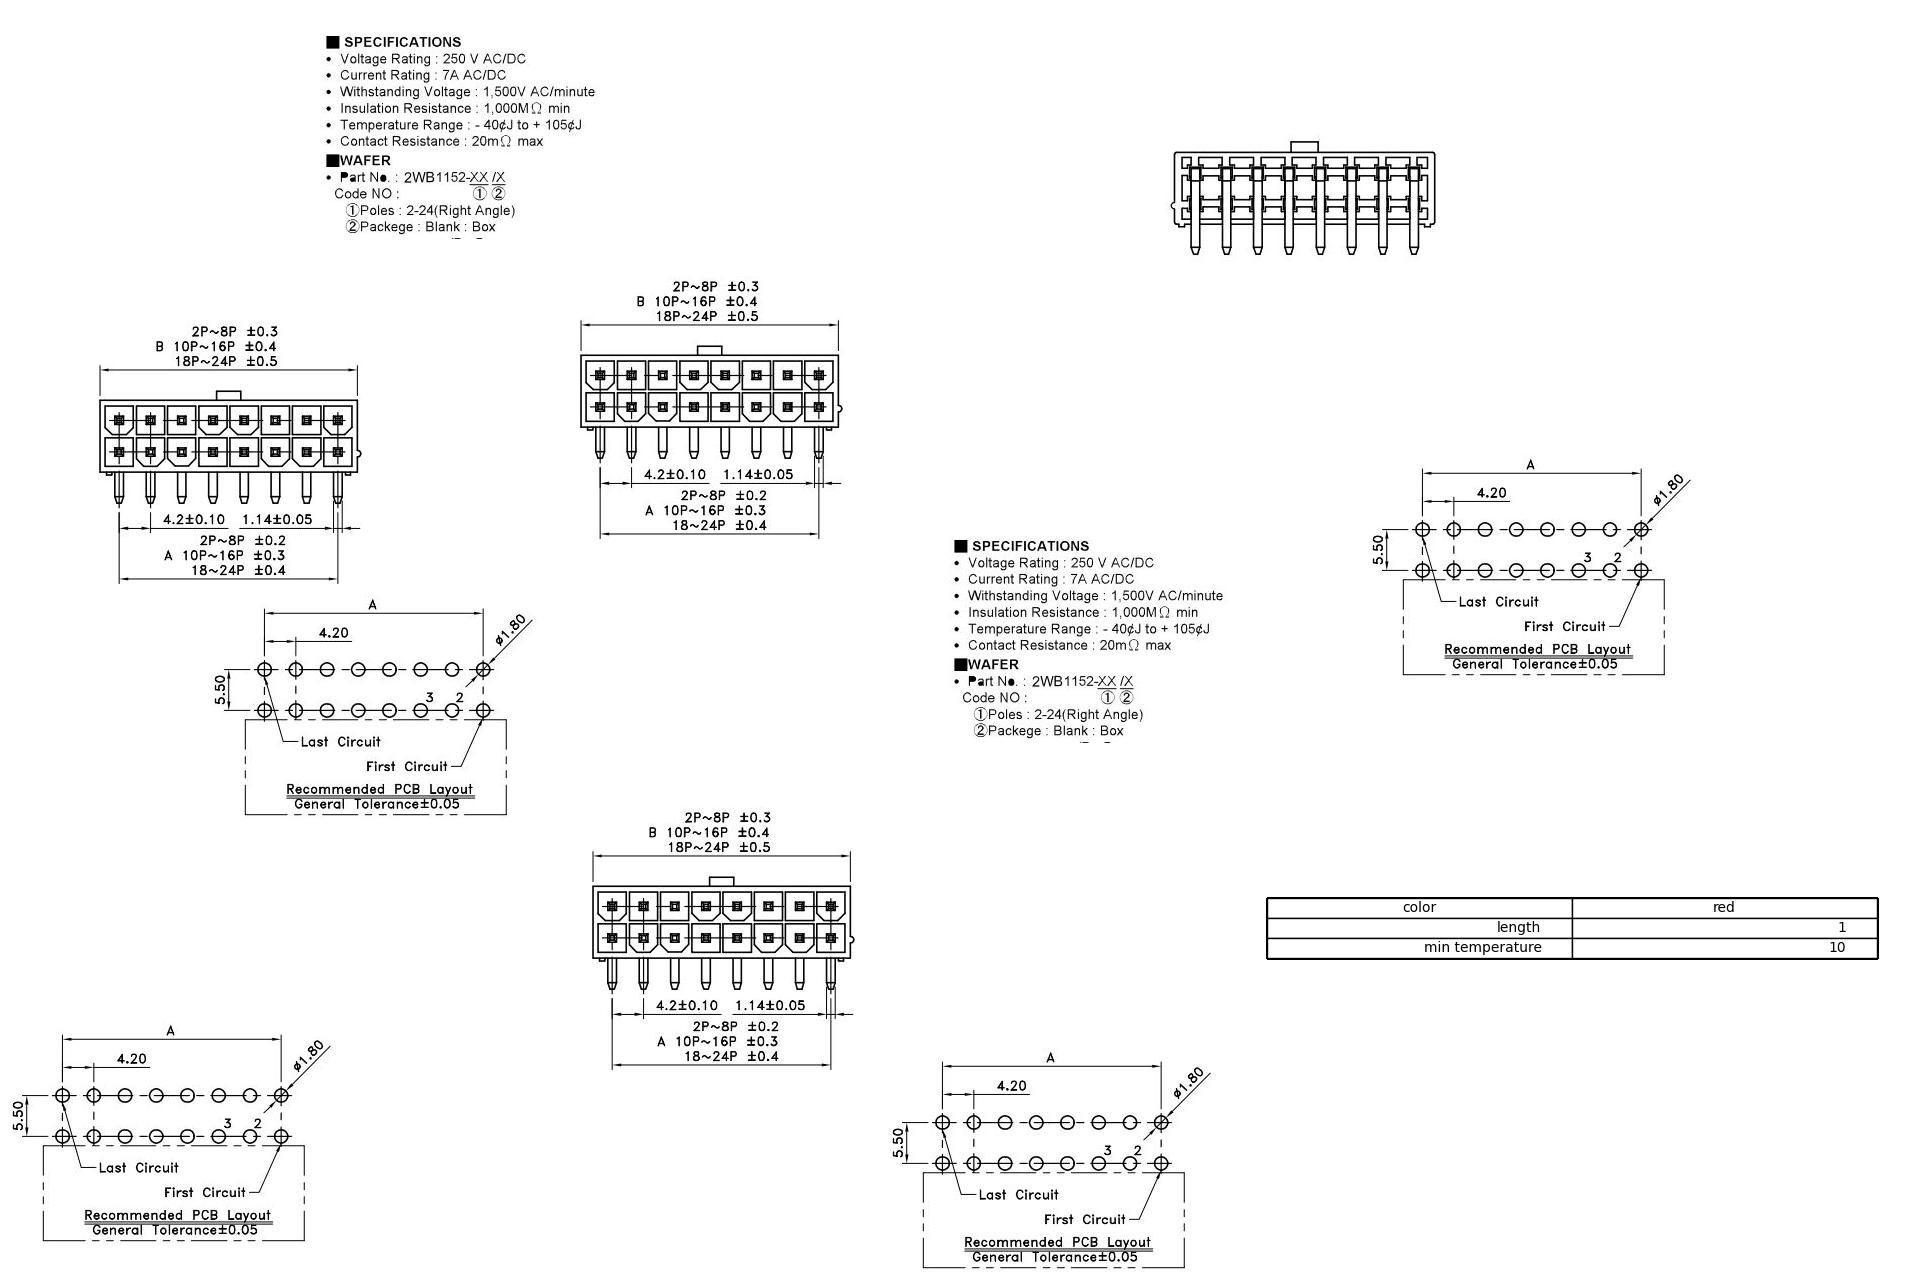 ■ SPECIFICATIONS
• Voltage Rating : 250 V AC/DC
• Current Rating : 7A AC/DC
• Withstanding Voltage : 1,500V AC/minute
• Insulation Resistance : 1,000MΩ min
• Temperature Range : - 40¢J to + 105¢J
• Contact Resistance : 20mΩ max
■WAFER
• Part No. : 2WB1152-XX /X
Code NO : ① ②
①Poles : 2-24(Right Angle)
②Packege : Blank : Box
2P~8P ±0.3
B 10P~16P ±0.4
18P~24P ±0.5
4.2±0.10 1.14±0.05
2P~8P ±0.2
A 10P~16P ±0.3
18~24P ±0.4
2P~8P ±0.3
B 10P~16P ±0.4
18P~24P ±0.5
4.2±0.10 1.14±0.05
2P~8P ±0.2
A 10P~16P ±0.3
18~24P ±0.4
A
4.20
ø1.80
5.50
3 2
Last Circuit
First Circuit
Recommended PCB Layout
General Tolerance±0.05
■ SPECIFICATIONS
• Voltage Rating : 250 V AC/DC
• Current Rating : 7A AC/DC
• Withstanding Voltage : 1,500V AC/minute
• Insulation Resistance : 1,000MΩ min
• Temperature Range : - 40¢J to + 105¢J
• Contact Resistance : 20mΩ max
■WAFER
• Part No. : 2WB1152-XX /X
Code NO : ① ②
①Poles : 2-24(Right Angle)
②Packege : Blank : Box
A
4.20
ø1.80
5.50
3 2
Last Circuit
First Circuit
Recommended PCB Layout
General Tolerance±0.05
2P~8P ±0.3
B 10P~16P ±0.4
18P~24P ±0.5
4.2±0.10 1.14±0.05
2P~8P ±0.2
A 10P~16P ±0.3
18~24P ±0.4
color red
length 1
min temperature 10
A
4.20
ø1.80
5.50
3 2
Last Circuit
First Circuit
Recommended PCB Layout
General Tolerance±0.05
A
4.20
ø1.80
5.50
3 2
Last Circuit
First Circuit
Recommended PCB Layout
General Tolerance±0.05